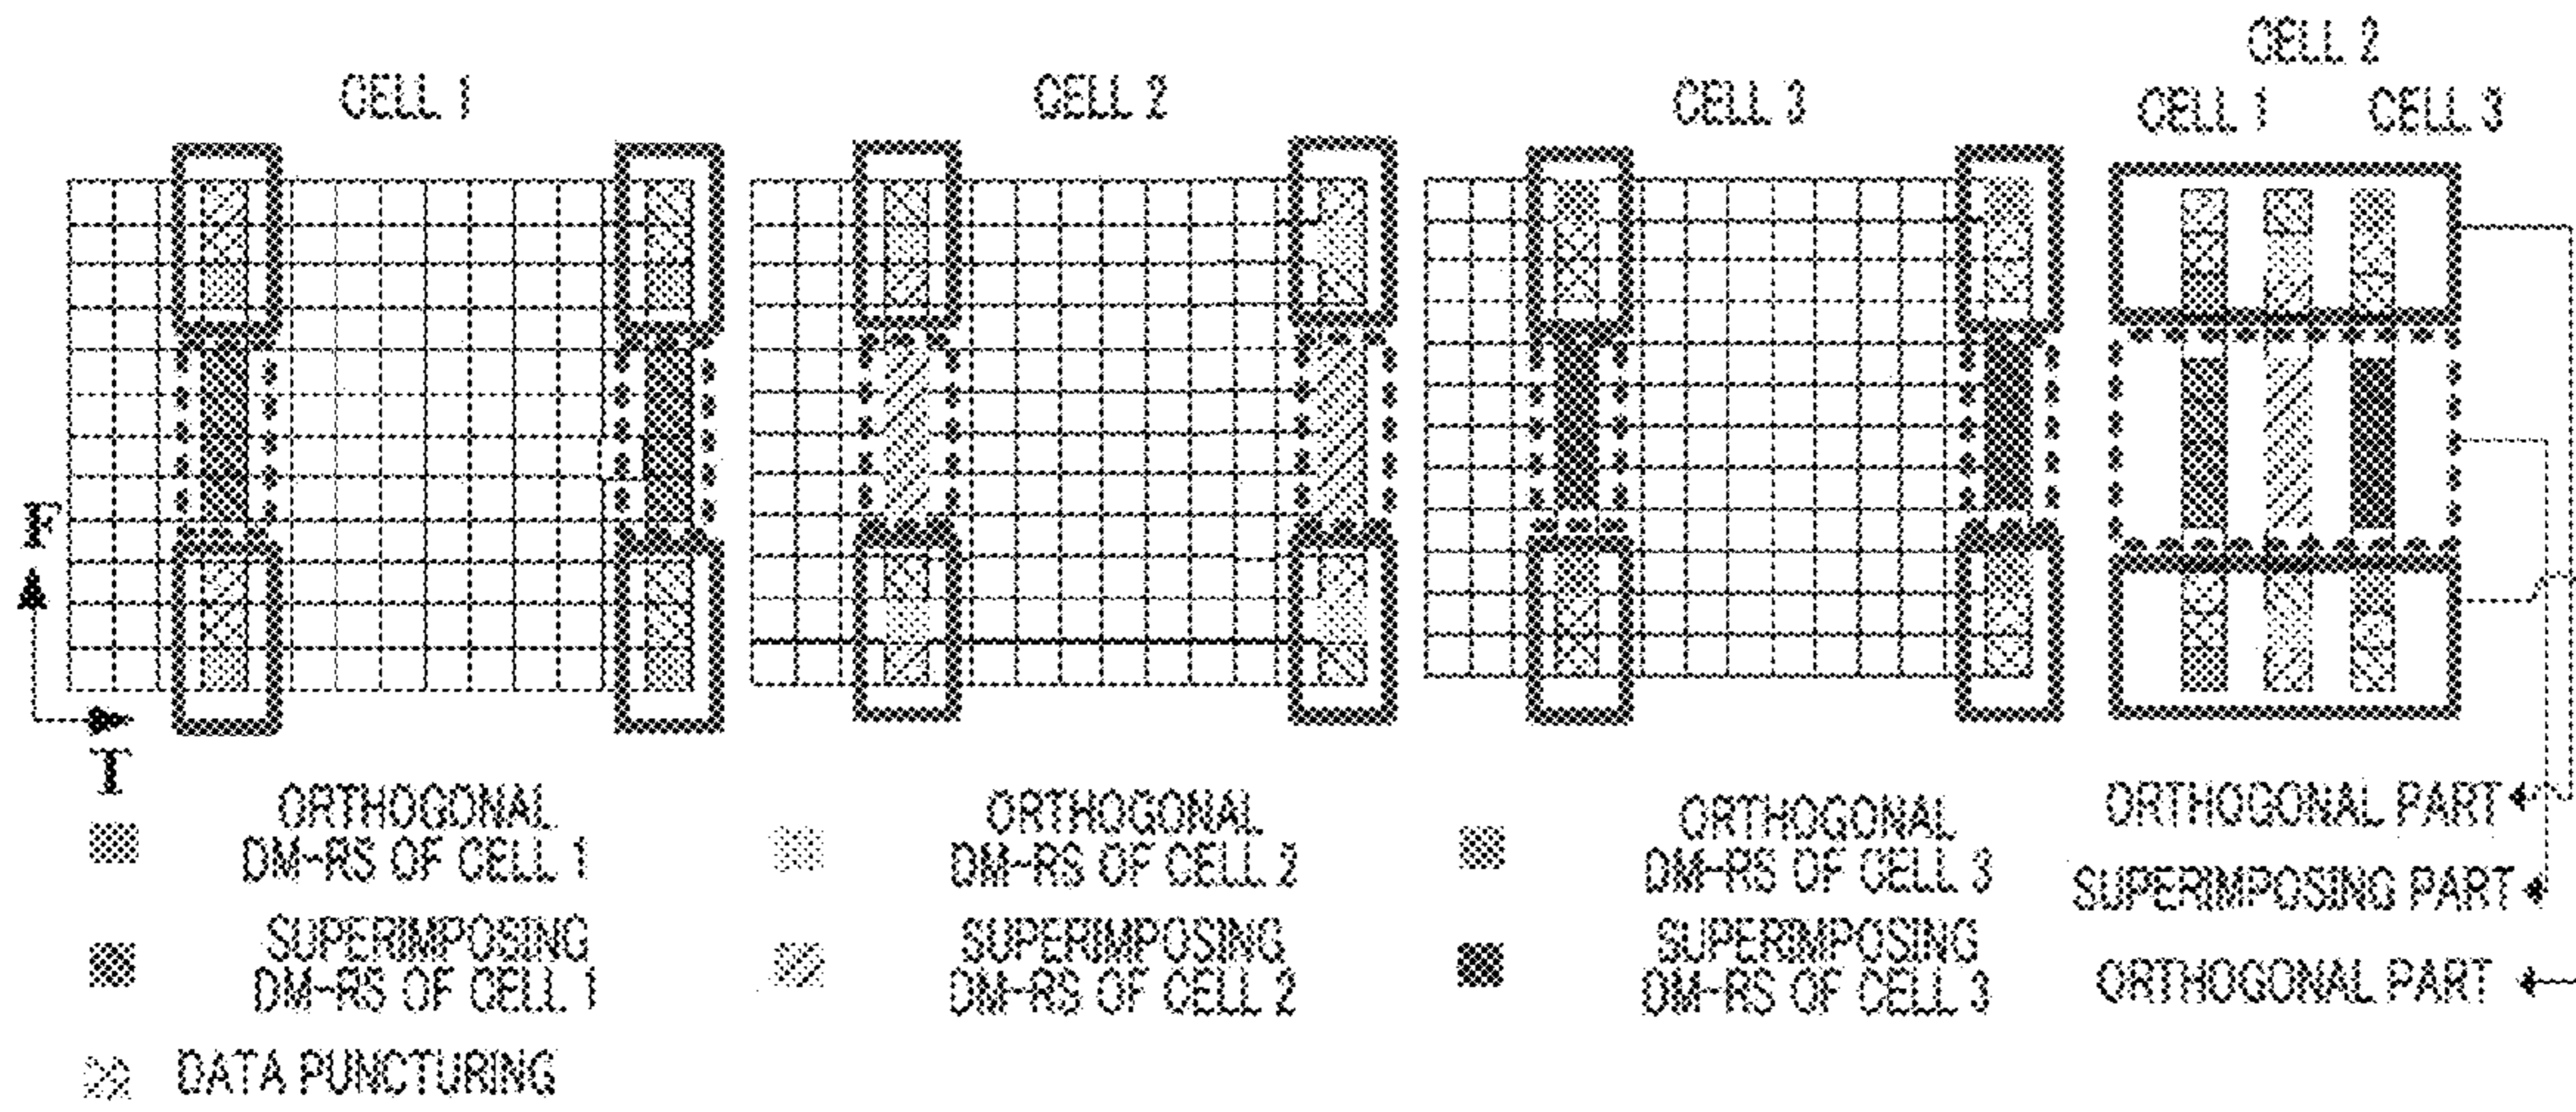 CELL 1
CELL 2
CELL 3
CELL 2
CELL 1
CELL 3
F
T
ORTHOGONAL
DM-RS OF CELL 1
ORTHOGONAL
DM-RS OF CELL 2
ORTHOGONAL
DM-RS OF CELL 3
ORTHOGONAL PART
SUPERIMPOSING PART
SUPERIMPOSING
DM-RS OF CELL 1
SUPERIMPOSING
DM-RS OF CELL 2
SUPERIMPOSING
DM-RS OF CELL 3
ORTHOGONAL PART
DATA PUNCTURING